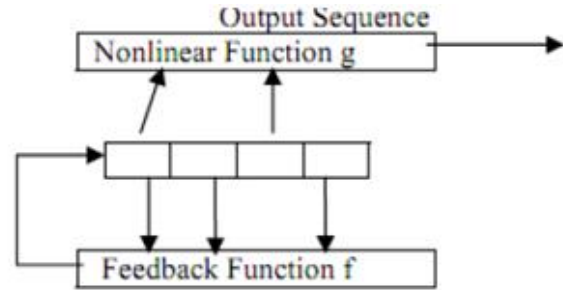 Output Sequence
Nonlinear Function g
Feedback Function f